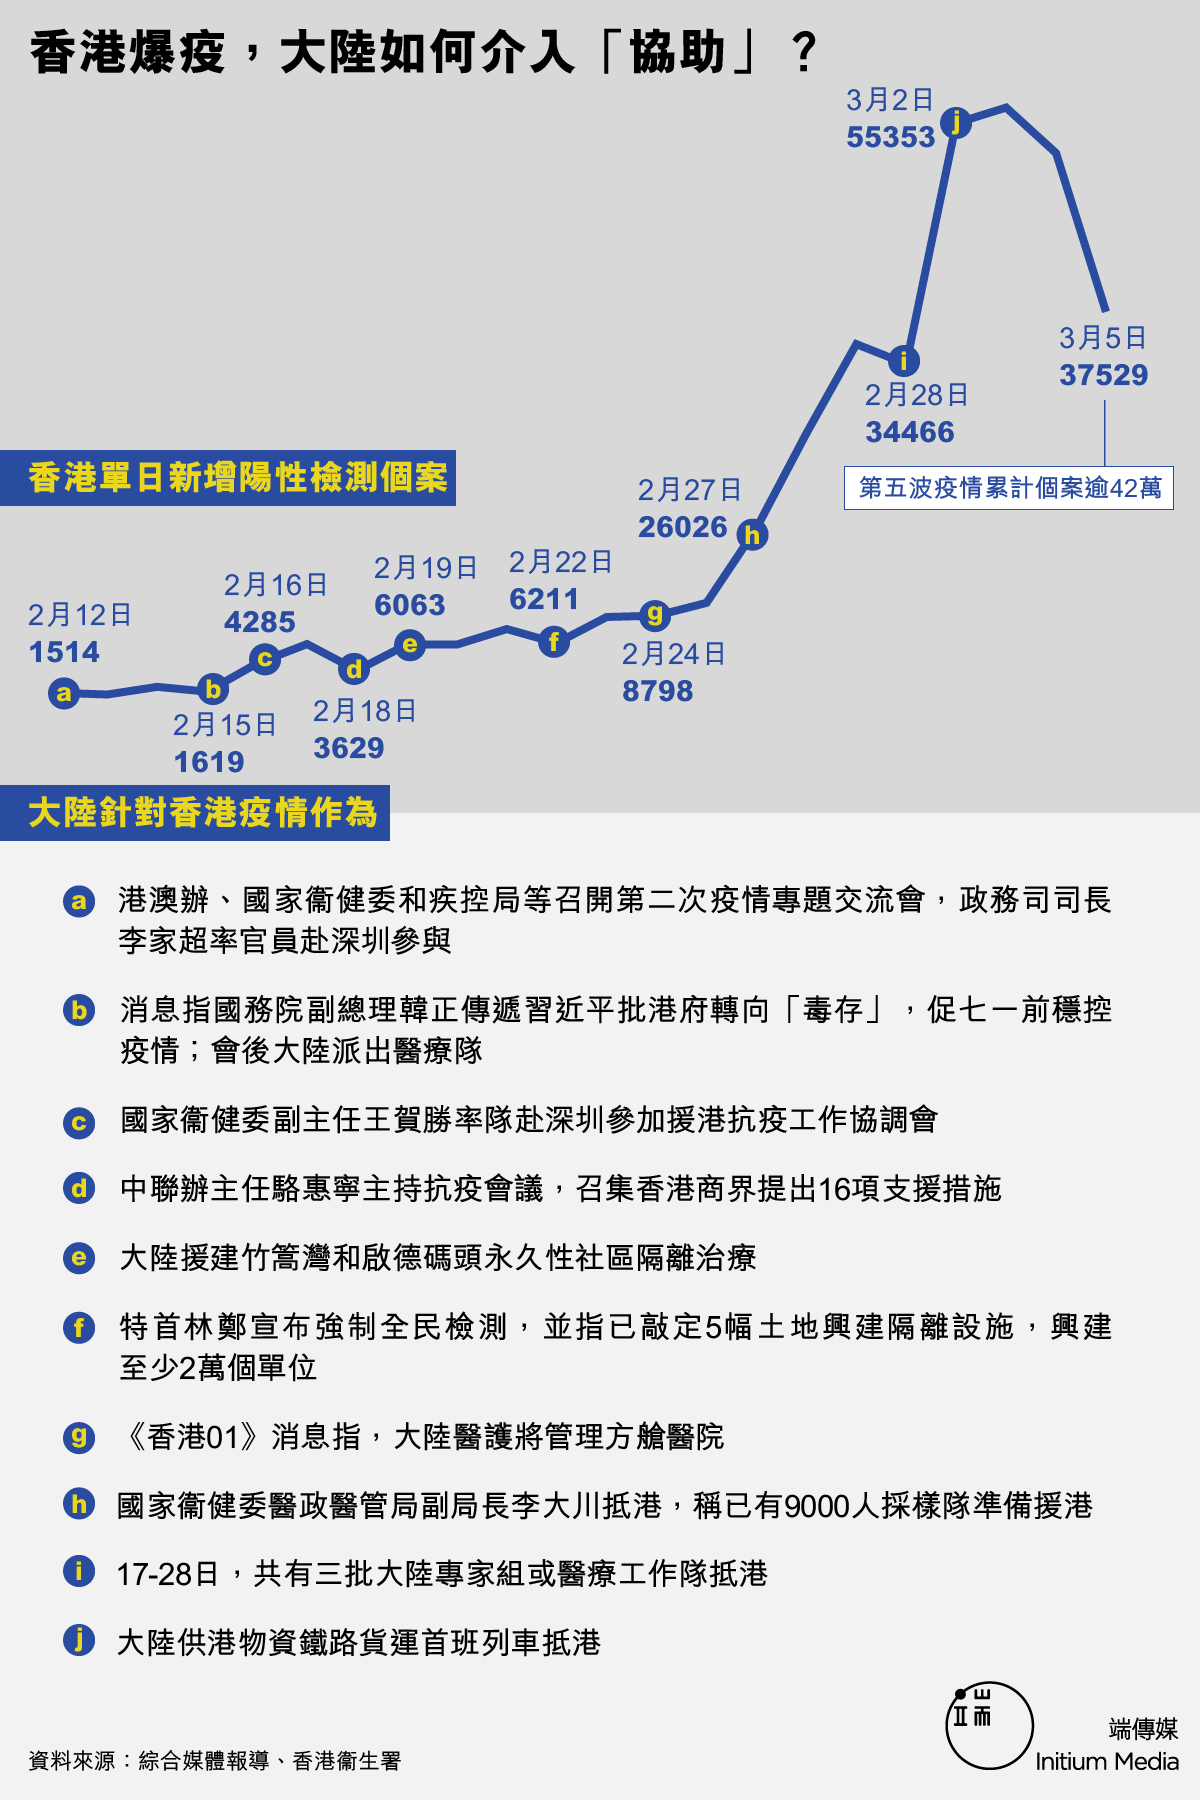 香港爆疫，大陸如何介入「協助」？
3月2日
55353
j
3月5日
37529
i
2月28日
34466
第五波疫情累計個案逾42萬
香港單日新增陽性檢測個案
2月27日
26026
h
2月12日
1514
a
2月16日
4285
c
2月19日
6063
e
2月22日
6211
f
g
2月24日
8798
b
2月15日
1619
d
2月18日
3629
大陸針對香港疫情作為
a 港澳辦、國家衞健委和疾控局等召開第二次疫情專題交流會，政務司司長
李家超率官員赴深圳參與
b 消息指國務院副總理韓正傳遞習近平批港府轉向「毒存」，促七一前穩控
疫情；會後大陸派出醫療隊
c 國家衞健委副主任王賀勝率隊赴深圳參加援港抗疫工作協調會
d 中聯辦主任駱惠寧主持抗疫會議，召集香港商界提出16項支援措施
e 大陸援建竹篙灣和啟德碼頭永久性社區隔離治療
f 特首林鄭宣布強制全民檢測，並指已敲定5幅土地興建隔離設施，興建
至少2萬個單位
g 《香港01》消息指，大陸醫護將管理方艙醫院
h 國家衞健委醫政醫管局副局長李大川抵港，稱已有9000人採樣隊準備援港
i 17-28日，共有三批大陸專家組或醫療工作隊抵港
j 大陸供港物資鐵路貨運首班列車抵港
資料來源：綜合媒體報導、香港衞生署
端
端傳媒
Initium Media